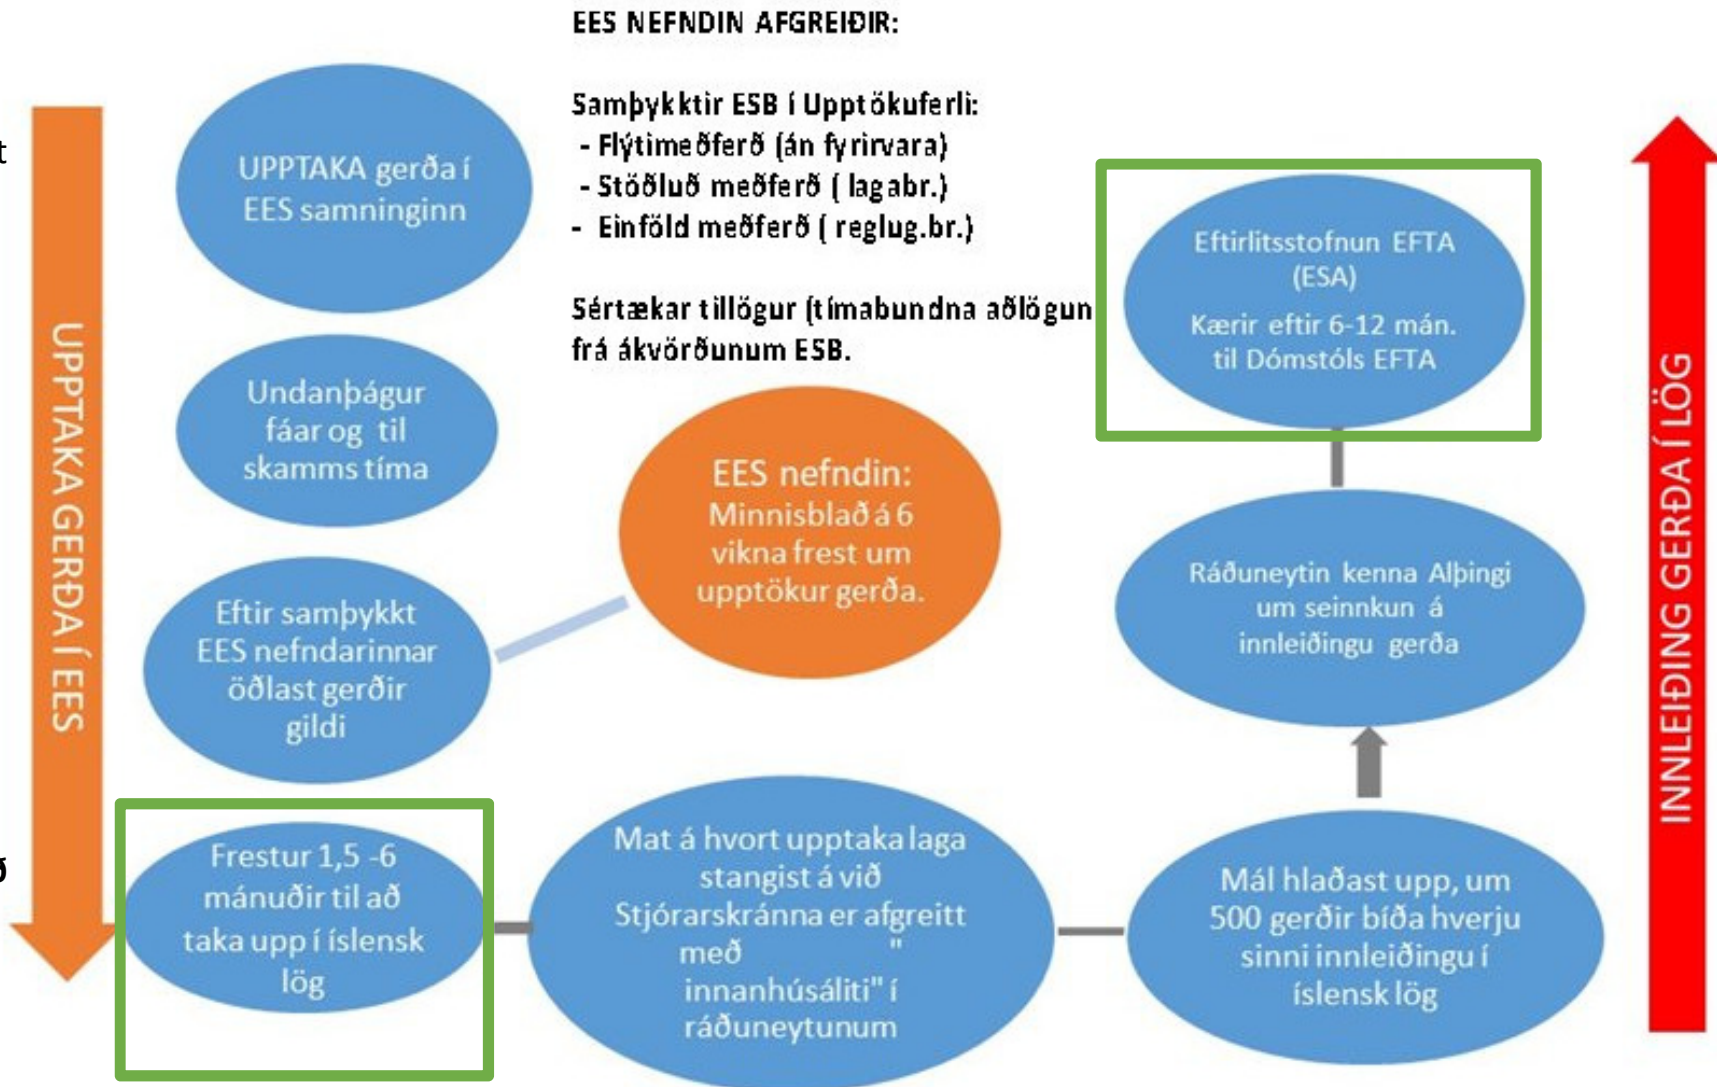 EES NEFNDIN AFGREIÐIR:
Samþykktir ESB í Upptökuferli:
- Flýtimeðferð (án fyrirvara)
- Stöðluð meðferð ( lagabr.)
- Einföld meðferð ( reglug.br.)
Sértækar tillögur (tímabundna aðlögun
frá ákvörðunum ESB.
t
ð
UPPTAKA GERÐA Í EES
UPPTAKA gerða í
EES samninginn
Undanþágur
fáar og til
skamms tíma
Eftir samþykkt
EES nefndarinnar
öðlast gerðir
gildi
EES nefndin:
Minnisblað á 6
vikna frest um
upptökur gerða.
Frestur 1,5 -6
mánuðir til að
taka upp í íslensk
lög
Mat á hvort upptaka laga
stangist á við
Stjórarskránna er afgreitt
með "
innanhúsáliti" í
ráðuneytunum
Mál hlaðast upp, um
500 gerðir bíða hverju
sinni innleiðingu í
íslensk lög
Ráðuneytin kenna Alþingi
um seinnkun á
innleiðingu gerða
Eftirlitsstofnun EFTA
(ESA)
Kærir eftir 6-12 mán.
til Dómstóls EFTA
INNLEIÐING GERÐA Í LÖG